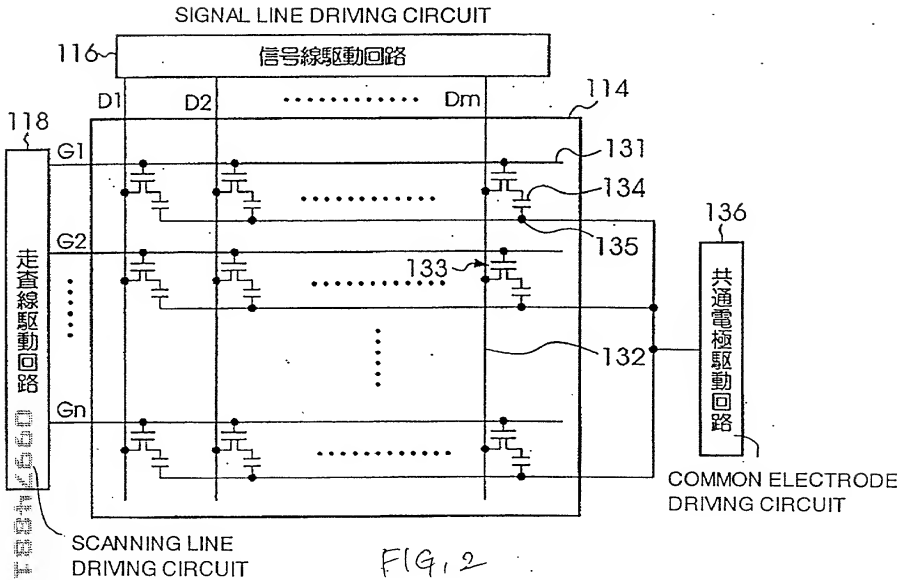 SIGNAL LINE DRIVING CIRCUIT
116
信号線駆動回路
D1 D2 Dm
114
118
G1
131
134
135
136
走査線駆動回路
G2
133
共通電極駆動回路
132
Gn
COMMON ELECTRODE
DRIVING CIRCUIT
SCANNING LINE
DRIVING CIRCUIT
FIG. 2